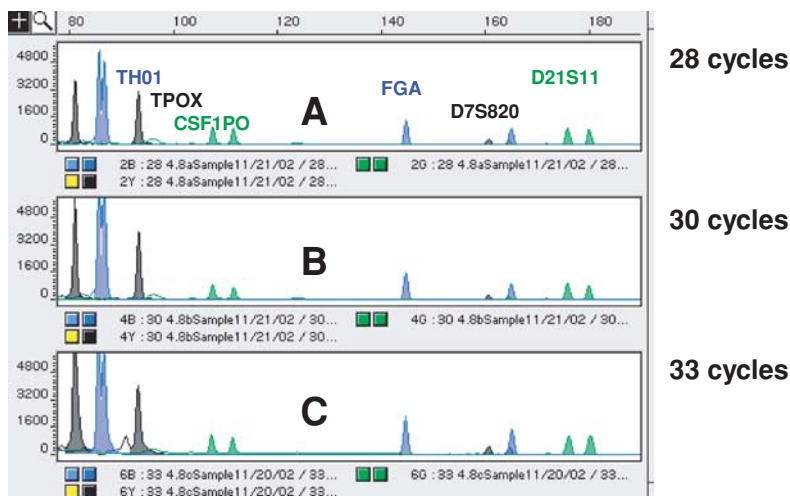 80 100 120 140 160 180
28 cycles
4800
3200
1600
0
TH01
TPOX
CSF1PO
A
FGA
D7S820
D21S11
2B : 28 4.8aSample11/21/02 / 28... 2G : 28 4.8aSample11/21/02 / 28...
2Y : 28 4.8aSample11/21/02 / 28...
30 cycles
4800
3200
1600
0
B
4B : 30 4.8bSample11/21/02 / 30... 4G : 30 4.8bSample11/21/02 / 30...
4Y : 30 4.8bSample11/21/02 / 30...
33 cycles
4800
3200
1600
0
C
6B : 33 4.8cSample11/20/02 / 33... 6G : 33 4.8cSample11/20/02 / 33...
6Y : 33 4.8cSample11/20/02 / 33...